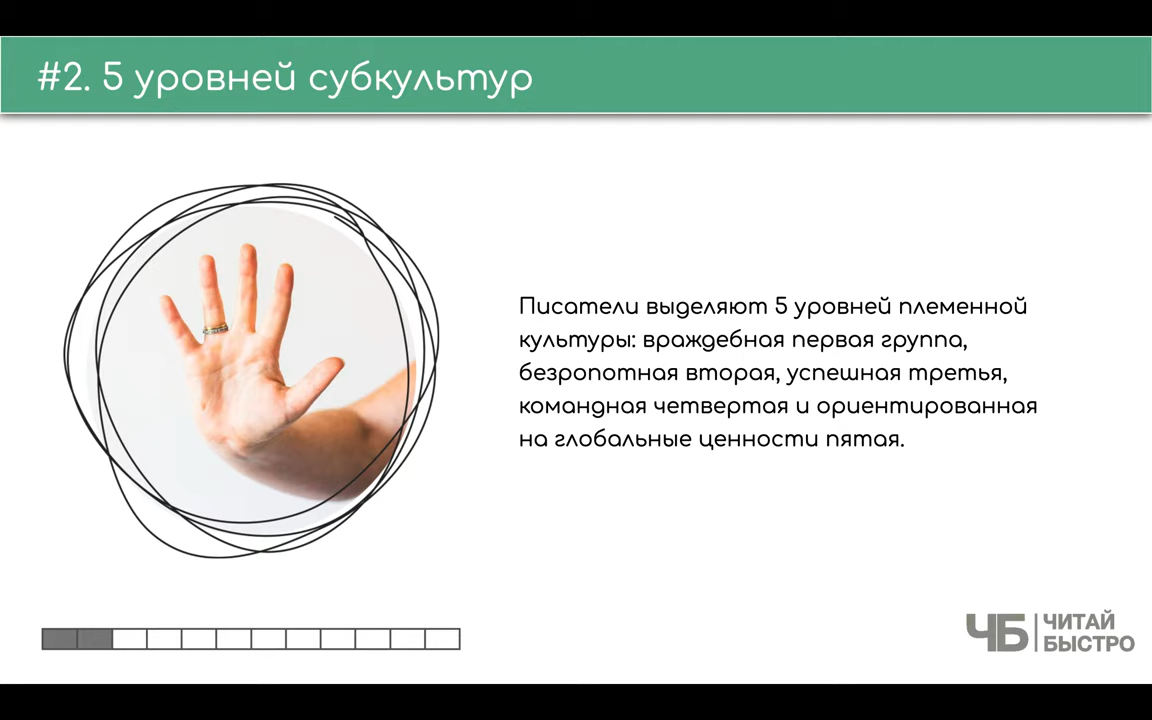 #2. 5 уровней субкультур
Писатели выделяют 5 уровней племенной
культуры: враждебная первая группа,
безропотная вторая, успешная третья,
командная четвертая и ориентированная
на глобальные ценности пятая.
ЧБ
ЧИТАЙ
БЫСТРО